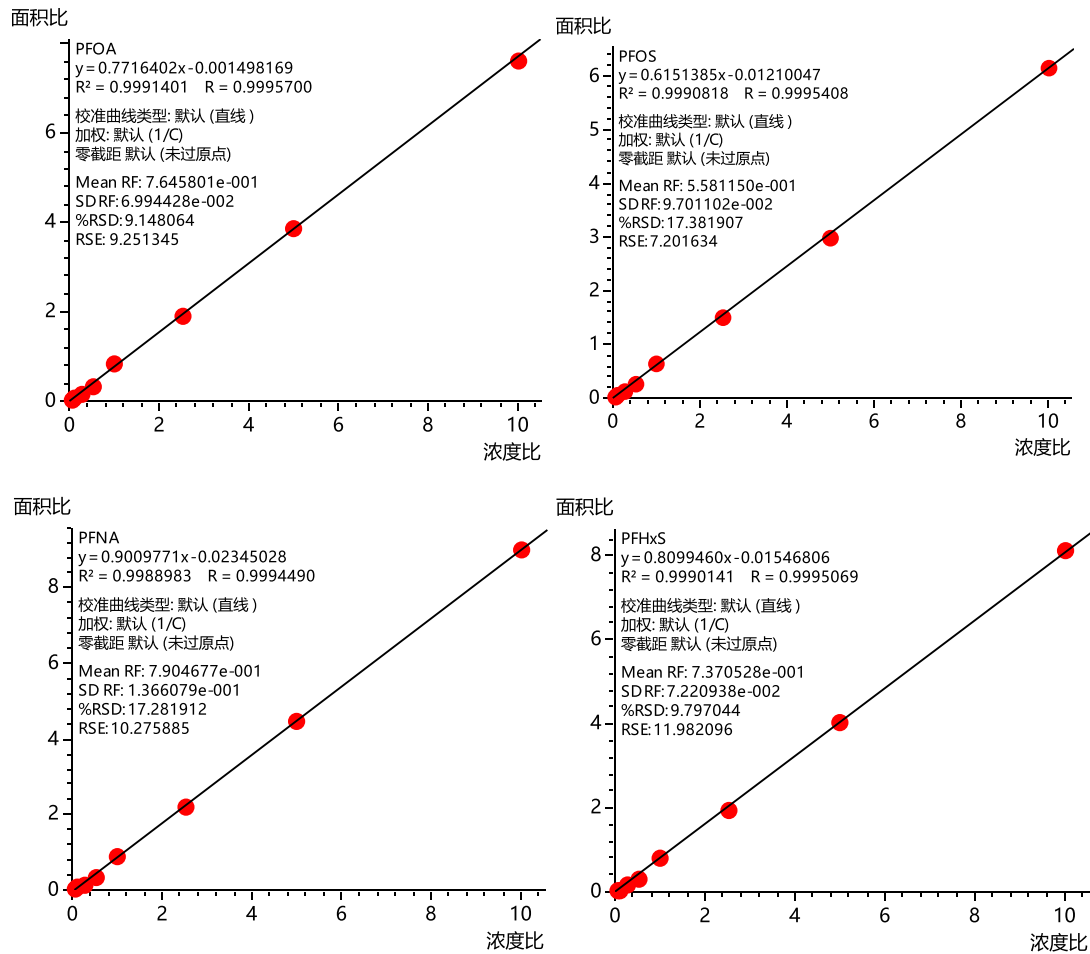 面积比
PFOA
y = 0.7716402x - 0.001498169
R² = 0.9991401 R = 0.9995700
校准曲线类型: 默认 (直线 )
加权: 默认 (1/C)
零截距 默认 (未过原点)
Mean RF: 7.645801e-001
SD RF: 6.994428e-002
%RSD: 9.148064
RSE: 9.251345
6
4
2
0
0 2 4 6 8 10
浓度比
面积比
PFOS
y = 0.6151385x - 0.01210047
R² = 0.9990818 R = 0.9995408
校准曲线类型: 默认 (直线 )
加权: 默认 (1/C)
零截距 默认 (未过原点)
Mean RF: 5.581150e-001
SD RF: 9.701102e-002
%RSD: 17.381907
RSE: 7.201634
6
5
4
3
2
1
0
0 2 4 6 8 10
浓度比
面积比
PFNA
y = 0.9009771x - 0.02345028
R² = 0.9988983 R = 0.9994490
校准曲线类型: 默认 (直线 )
加权: 默认 (1/C)
零截距 默认 (未过原点)
Mean RF: 7.904677e-001
SD RF: 1.366079e-001
%RSD: 17.281912
RSE: 10.275885
8
6
4
2
0
0 2 4 6 8 10
浓度比
面积比
PFHxS
y = 0.8099460x - 0.01546806
R² = 0.9990141 R = 0.9995069
校准曲线类型: 默认 (直线 )
加权: 默认 (1/C)
零截距 默认 (未过原点)
Mean RF: 7.370528e-001
SD RF: 7.220938e-002
%RSD: 9.797044
RSE: 11.982096
8
6
4
2
0
0 2 4 6 8 10
浓度比